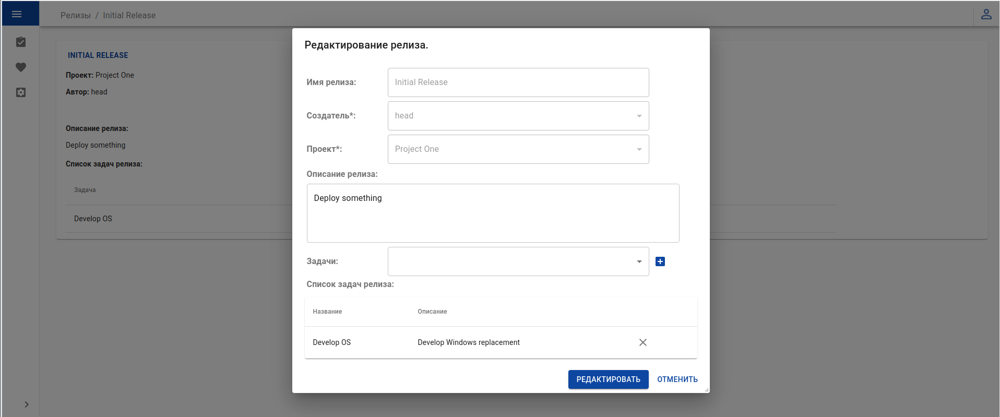 Релизы / Initial Release
INITIAL RELEASE
Проект: Project One
Автор: head
Описание релиза:
Deploy something
Список задач релиза:
Задача
Develop OS
Редактирование релиза.
Имя релиза: Initial Release
Создатель*: head
Проект*: Project One
Описание релиза:
Deploy something
Задачи:
Список задач релиза:
Название Описание
Develop OS Develop Windows replacement
РЕДАКТИРОВАТЬ ОТМЕНИТЬ